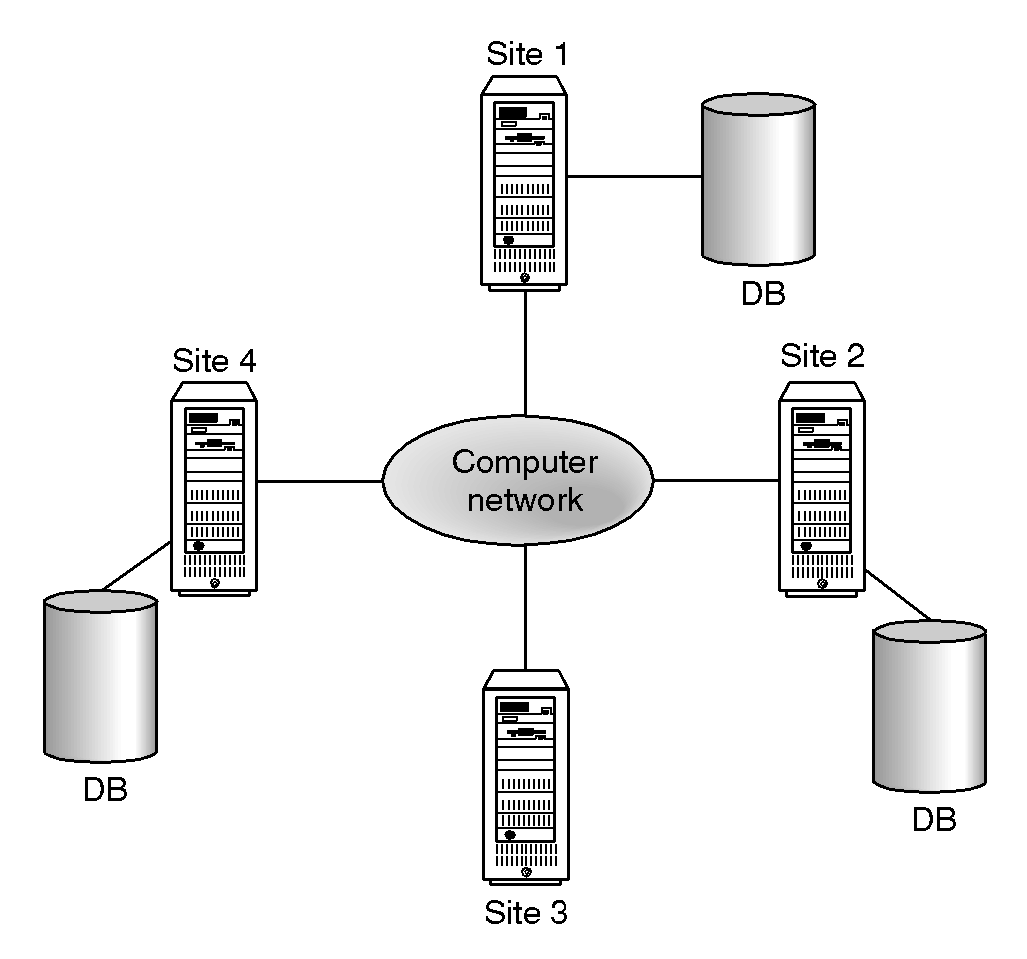 Site 1
DB
Site 4
Site 2
Computer
network
DB
DB
Site 3